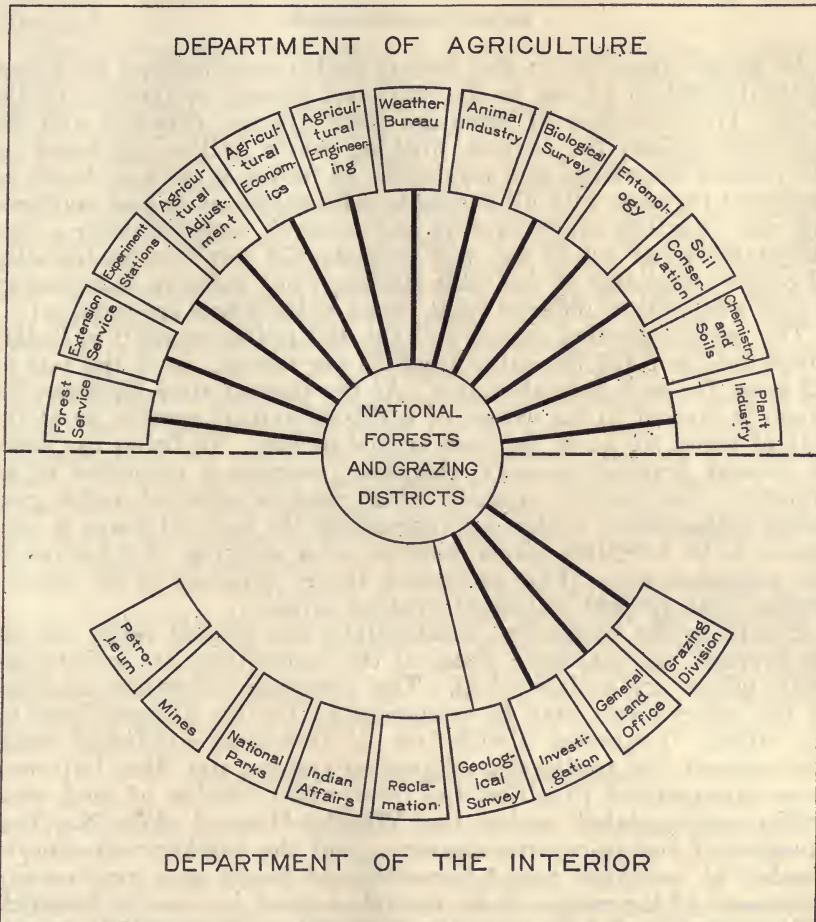 DEPARTMENT OF AGRICULTURE
Forest
Service
Extension
Service
Experiment
Stations
Agricul-
tural
Adjust-
ment
Agricul-
tural
Econom-
ics
Agricul-
tural
Engineer-
ing
Weather
Bureau
Animal
Industry
Biological
Survey
Entomol-
ogy
Soil
Conser-
vation
Chemistry
and
Soils
Plant
Industry
NATIONAL
FORESTS
AND GRAZING
DISTRICTS
Petro-
leum
Mines
National
Parks
Indian
Affairs
Recla-
mation
Geolog-
ical
Survey
Investi-
gation
General
Land
Office
Grazing
Division
DEPARTMENT OF THE INTERIOR